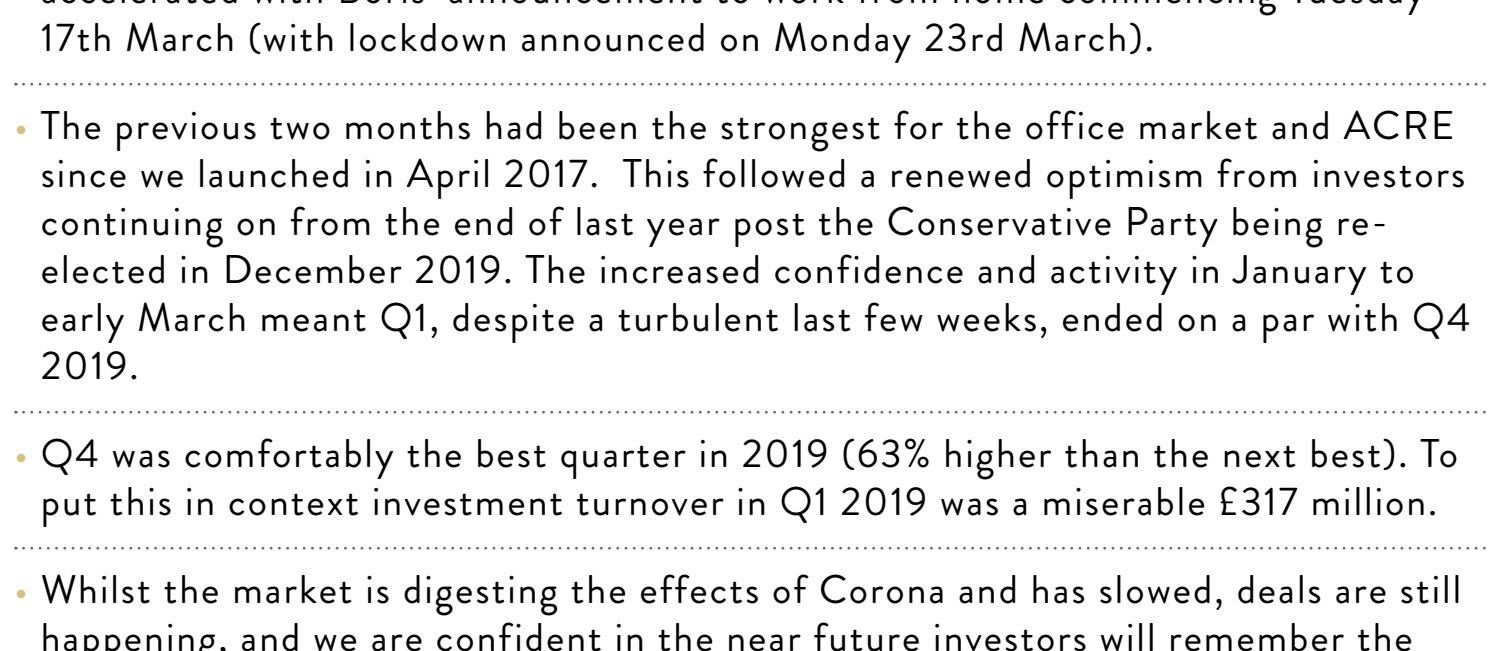 accelerated with Boris' announcement to work from home commencing Tuesday
17th March (with lockdown announced on Monday 23rd March).
• The previous two months had been the strongest for the office market and ACRE
since we launched in April 2017.  This followed a renewed optimism from investors
continuing on from the end of last year post the Conservative Party being re-
elected in December 2019. The increased confidence and activity in January to
early March meant Q1, despite a turbulent last few weeks, ended on a par with Q4
2019.
• Q4 was comfortably the best quarter in 2019 (63% higher than the next best). To
put this in context investment turnover in Q1 2019 was a miserable £317 million.
• Whilst the market is digesting the effects of Corona and has slowed, deals are still
happening, and we are confident in the near future investors will remember the